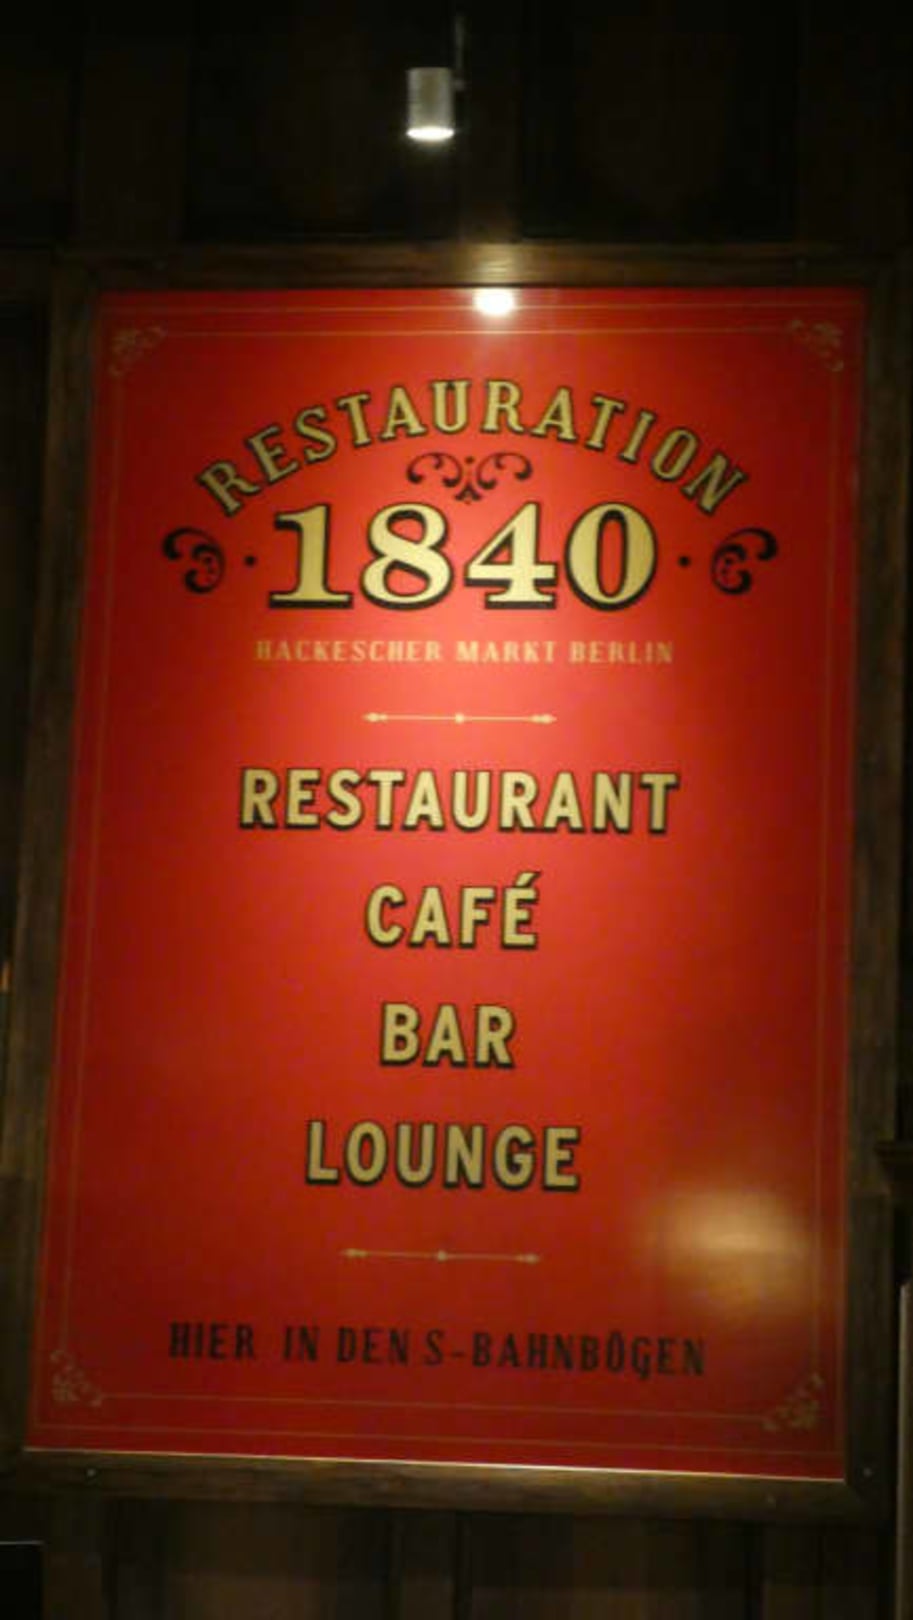 RESTAURATION
1840
HACKESCHER MARKT BERLIN
RESTAURANT
CAFÉ
BAR
LOUNGE
HIER IN DEN S-BAHNBÖGEN